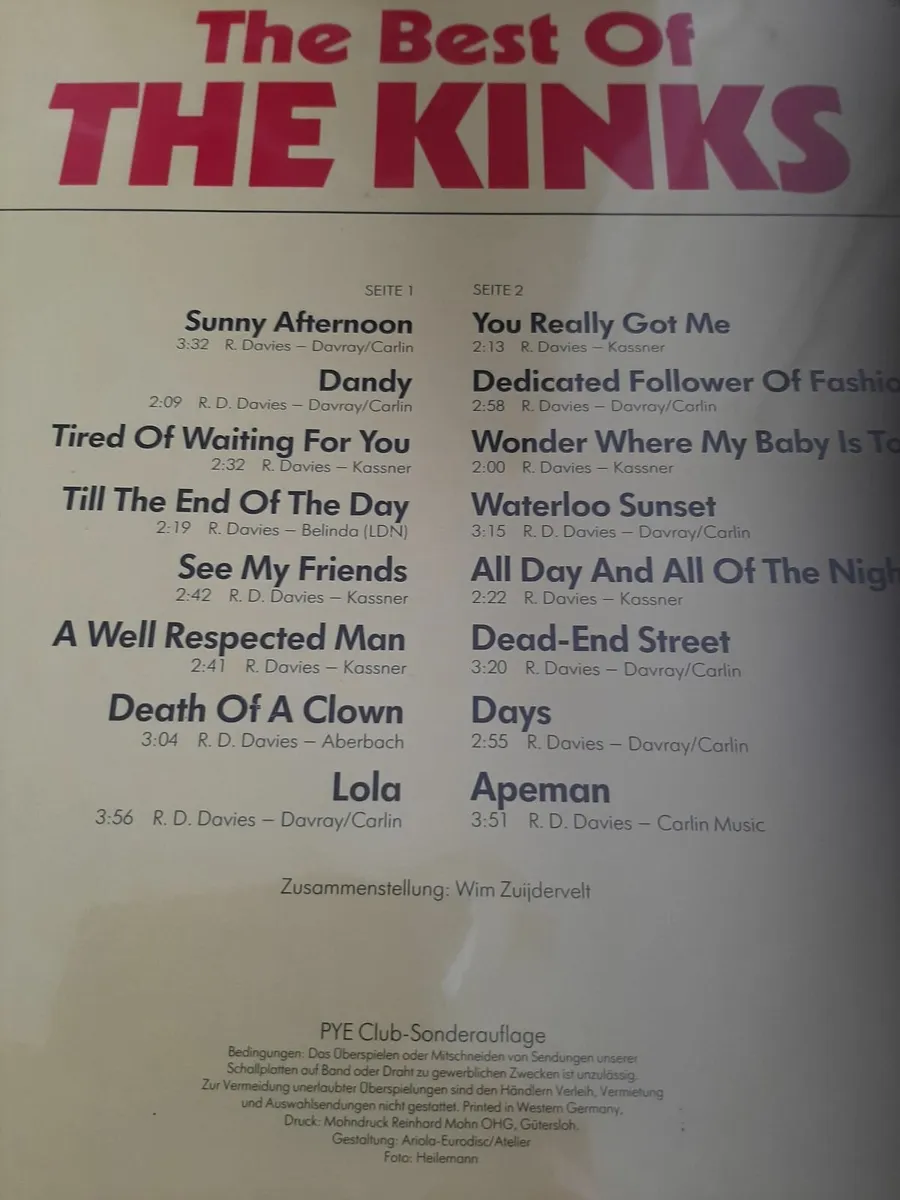 The Best Of
THE KINKS
SEITE 1
Sunny Afternoon
3:32 R. Davies – Davray/Carlin
Dandy
2:09 R. D. Davies – Davray/Carlin
Tired Of Waiting For You
2:32 R. Davies – Kassner
Till The End Of The Day
2:19 R. Davies – Belinda (LDN)
See My Friends
2:42 R. D. Davies – Kassner
A Well Respected Man
2:41 R. Davies – Kassner
Death Of A Clown
3:04 R. D. Davies – Aberbach
Lola
3:56 R. D. Davies – Davray/Carlin
SEITE 2
You Really Got Me
2:13 R. Davies – Kassner
Dedicated Follower Of Fashio
2:58 R. Davies – Davray/Carlin
Wonder Where My Baby Is To
2:00 R. Davies – Kassner
Waterloo Sunset
3:15 R. D. Davies – Davray/Carlin
All Day And All Of The Nigh
2:22 R. Davies – Kassner
Dead-End Street
3:20 R. Davies – Davray/Carlin
Days
2:55 R. Davies – Davray/Carlin
Apeman
3:51 R. D. Davies – Carlin Music
Zusammenstellung: Wim Zuijdervelt
PYE Club-Sonderauflage
Bedingungen: Das Überspielen oder Mitschneiden von Sendungen unserer
Schallplatten auf Band oder Draht zu gewerblichen Zwecken ist unzulässig.
Zur Vermeidung unerlaubter Überspielungen sind den Händlern Verleih, Vermietung
und Auswahlsendungen nicht gestattet. Printed in Western Germany.
Druck: Mohndruck Reinhard Mohn OHG, Gütersloh.
Gestaltung: Ariola-Eurodisc/Atelier
Foto: Heilemann